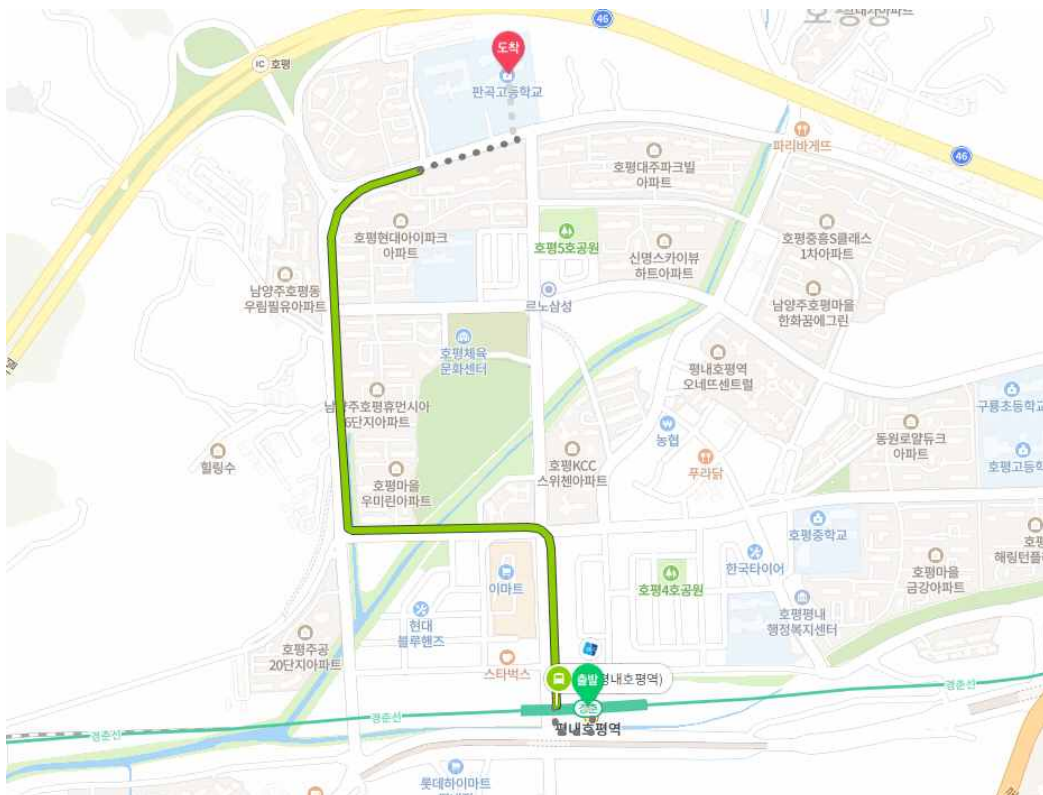 46
도착
IC 호평
판곡고등학교
파리바게뜨
46
호평대주파크빌
아파트
호평현대아이파크
아파트
호평5호공원
신명스카이뷰
하트아파트
호평중흥S클래스
1차아파트
남양주호평동
우림필유아파트
르노삼성
남양주호평마을
한화꿈에그린
호평체육
문화센터
평내호평역
오네뜨센트럴
남양주호평휴먼시아
6단지아파트
구룡초등학교
농협
동원로얄듀크
아파트
힐링수
호평마을
우미린아파트
호평KCC
스위첸아파트
푸라닭
호평고등학
호평중학교
한국타이어
해링턴플
이마트
호평4호공원
호평마을
금강아파트
현대
블루핸즈
호평평내
행정복지센터
호평주공
20단지아파트
스타벅스
출발
평내호평역)
경춘선
경춘
경춘선
평내호평역
롯데하이마트